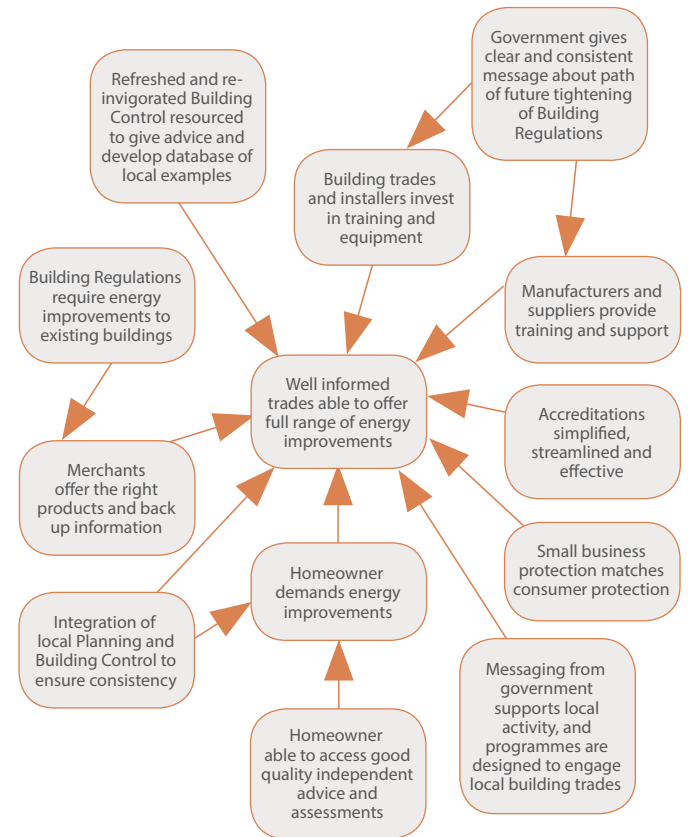 Refreshed and re-
invigorated Building
Control resourced
to give advice and
develop database of
local examples
Government gives
clear and consistent
message about path
of future tightening
of Building
Regulations
Building trades
and installers invest
in training and
equipment
Building Regulations
require energy
improvements to
existing buildings
Manufacturers and
suppliers provide
training and support
Well informed
trades able to offer
full range of energy
improvements
Accreditations
simplified,
streamlined and
effective
Merchants
offer the right
products and back
up information
Small business
protection matches
consumer protection
Homeowner
demands energy
improvements
Integration of
local Planning and
Building Control to
ensure consistency
Messaging from
government
supports local
activity, and
programmes are
designed to engage
local building trades
Homeowner
able to access good
quality independent
advice and
assessments